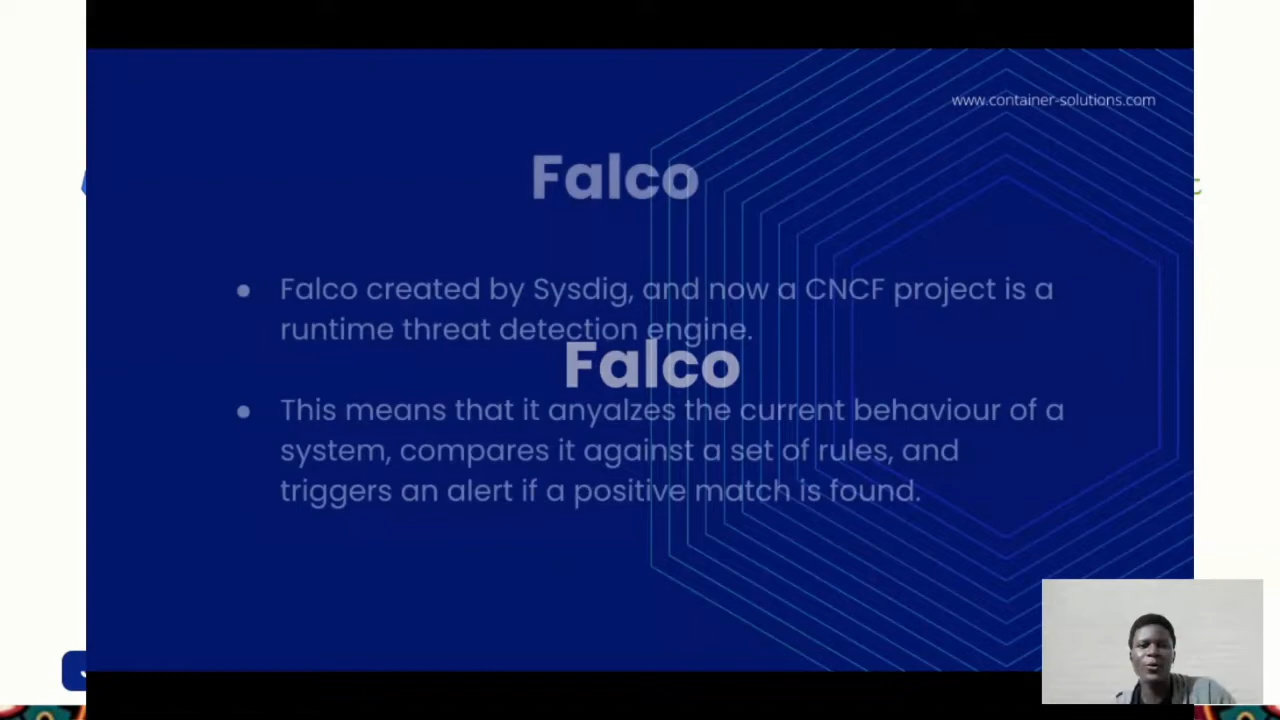 www.container-solutions.com
Falco
Falco created by Sysdig, and now a CNCF project is a
runtime threat detection engine.
Falco
This means that it anyalzes the current behaviour of a
system, compares it against a set of rules, and
triggers an alert if a positive match is found.